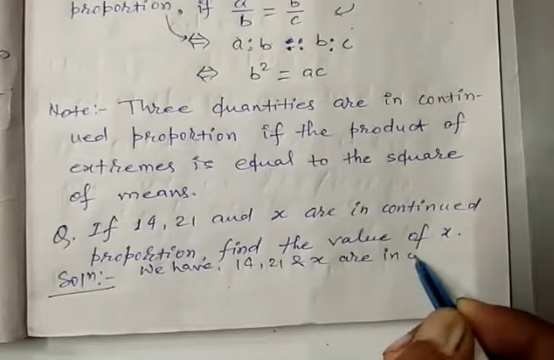 proportion, if a/b = b/c
⇔ a:b :: b:c
⇔ b² = ac
Note:- Three quantities are in contin-
ued proportion if the product of
extremes is equal to the square
of means.
Q. If 14, 21 and x are in continued
proportion, find the value of x.
Soln:- We have, 14, 21 & x are in